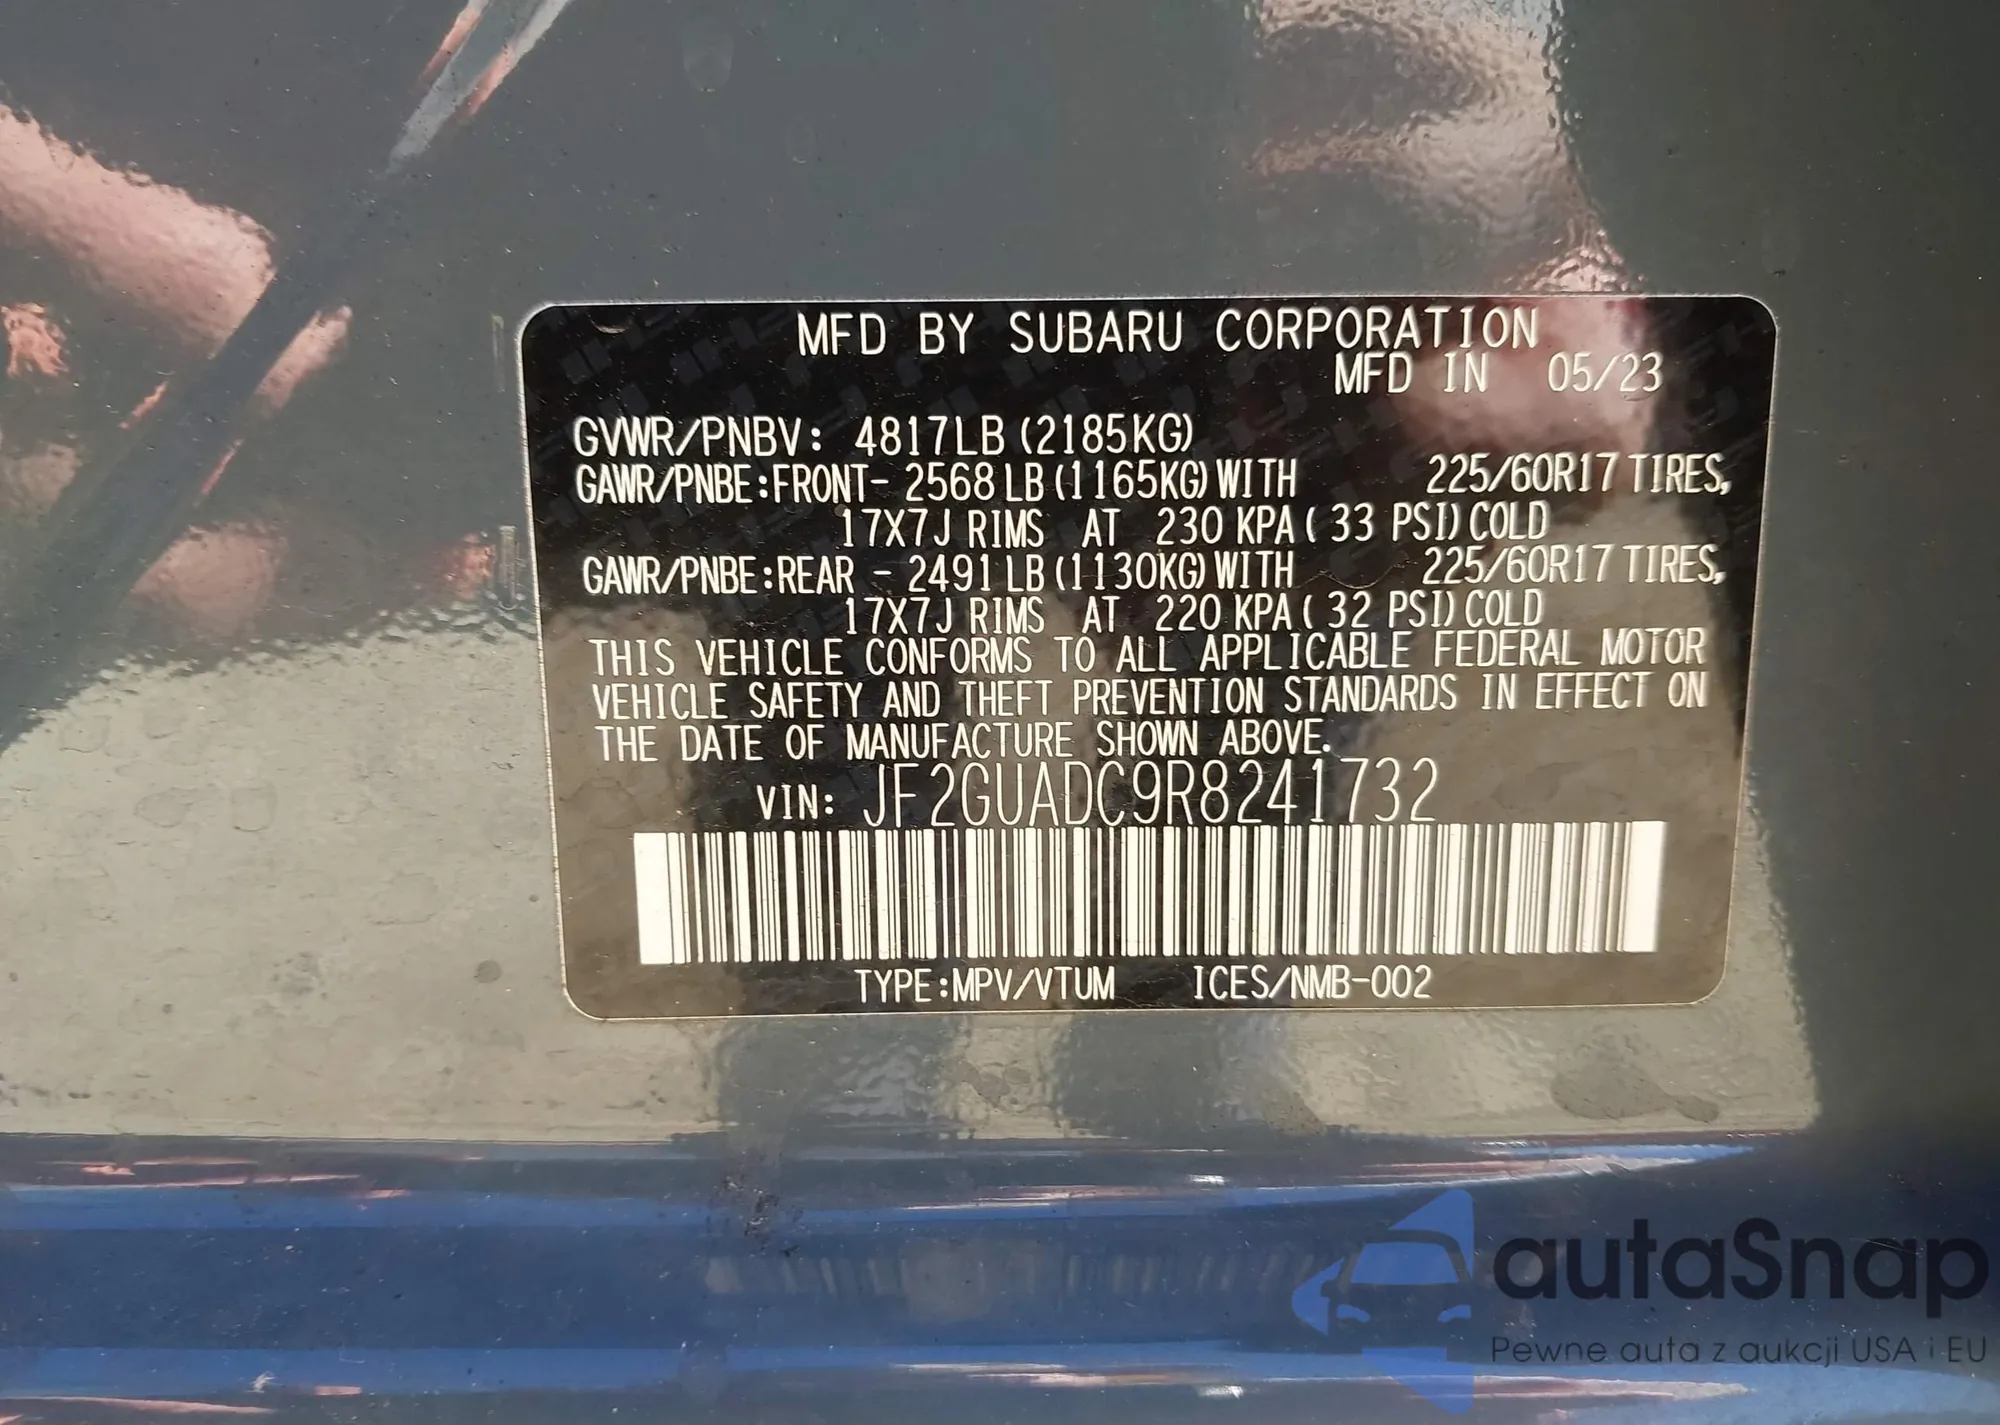 MFD BY SUBARU CORPORATION
MFD IN 05/23
GVWR/PNBV: 4817LB (2185KG)
GAWR/PNBE:FRONT- 2568LB (1165KG) WITH 225/60R17 TIRES,
17X7J RIMS AT 230 KPA ( 33 PSI) COLD
GAWR/PNBE:REAR - 2491LB (1130KG) WITH 225/60R17 TIRES,
17X7J RIMS AT 220 KPA ( 32 PSI) COLD
THIS VEHICLE CONFORMS TO ALL APPLICABLE FEDERAL MOTOR
VEHICLE SAFETY AND THEFT PREVENTION STANDARDS IN EFFECT ON
THE DATE OF MANUFACTURE SHOWN ABOVE.
VIN: JF2GUADC9R8241732
TYPE:MPV/VTUM ICES/NMB-002
autaSnap
Pewne auta z aukcji USA i EU